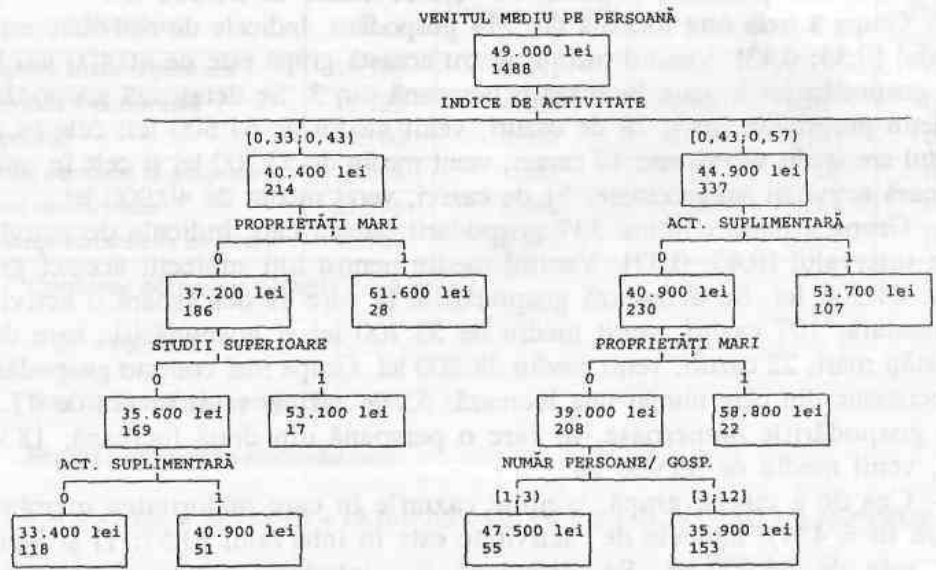 VENITUL MEDIU PE PERSOANĂ
49.000 lei
1488
INDICE DE ACTIVITATE
[0,33;0,43) [0,43;0,57)
40.400 lei 44.900 lei
214 337
PROPRIETĂŢI MARI ACT. SUPLIMENTARĂ
0 1 0 1
37.200 lei 51.600 lei 40.900 lei 53.700 lei
186 28 230 107
STUDII SUPERIOARE PROPRIETĂŢI MARI
0 1 0 1
35.600 lei 53.100 lei 39.000 lei 58.800 lei
169 17 208 22
ACT. SUPLIMENTARĂ NUMĂR PERSOANE/ GOSP.
0 1 [1;3) [3;12]
33.400 lei 40.900 lei 47.500 lei 35.900 lei
118 51 55 153